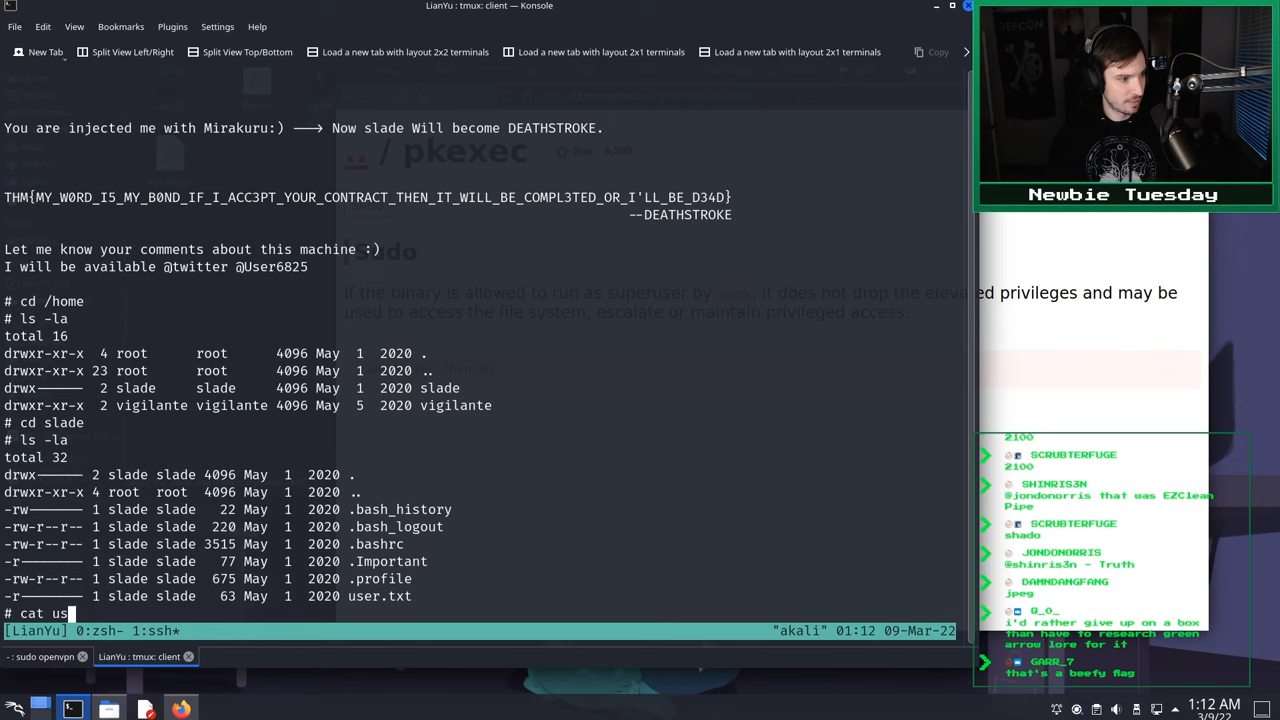 LianYu : tmux: client — Konsole
File Edit View Bookmarks Plugins Settings Help
New Tab Split View Left/Right Split View Top/Bottom Load a new tab with layout 2x2 terminals Load a new tab with layout 2x1 terminals Load a new tab with layout 2x1 terminals Copy
DEFCON
You are injected me with Mirakuru:) ---> Now slade Will become DEATHSTROKE.
/ pkexec Star
THM{MY_W0RD_I5_MY_B0ND_IF_I_ACC3PT_YOUR_CONTRACT_THEN_IT_WILL_BE_COMPL3TED_OR_I'LL_BE_D34D}
--DEATHSTROKE
Newbie Tuesday
Let me know your comments about this machine :)
I will be available @twitter @User6825
Sudo
If the binary is allowed to run as superuser by sudo, it does not drop the elevated privileges and may be
used to access the file system, escalate or maintain privileged access.
# cd /home
# ls -la
total 16
drwxr-xr-x 4 root root 4096 May 1 2020 .
drwxr-xr-x 23 root root 4096 May 1 2020 ..
drwx------ 2 slade slade 4096 May 1 2020 slade
drwxr-xr-x 2 vigilante vigilante 4096 May 5 2020 vigilante
# cd slade
# ls -la
total 32
drwx------ 2 slade slade 4096 May 1 2020 .
drwxr-xr-x 4 root root 4096 May 1 2020 ..
-rw------- 1 slade slade 22 May 1 2020 .bash_history
-rw-r--r-- 1 slade slade 220 May 1 2020 .bash_logout
-rw-r--r-- 1 slade slade 3515 May 1 2020 .bashrc
-r-------- 1 slade slade 77 May 1 2020 .important
-rw-r--r-- 1 slade slade 675 May 1 2020 .profile
-r-------- 1 slade slade 63 May 1 2020 user.txt
# cat us
[LianYu] 0:zsh- 1:ssh* "akali" 01:12 09-Mar-22
- : sudo openvpn LianYu : tmux: client
2100
SCRUBTERFUGE
2100
SHINRIS3N
@jondonorris that was EZClean
Pipe
SCRUBTERFUGE
shado
JONDONORRIS
@shinris3n - Truth
DAMNDANGFANG
jpeg
Q_0_
i'd rather give up on a box
than have to research green
arrow lore for it
GARR_7
that's a beefy flag
1:12 AM
3/9/22